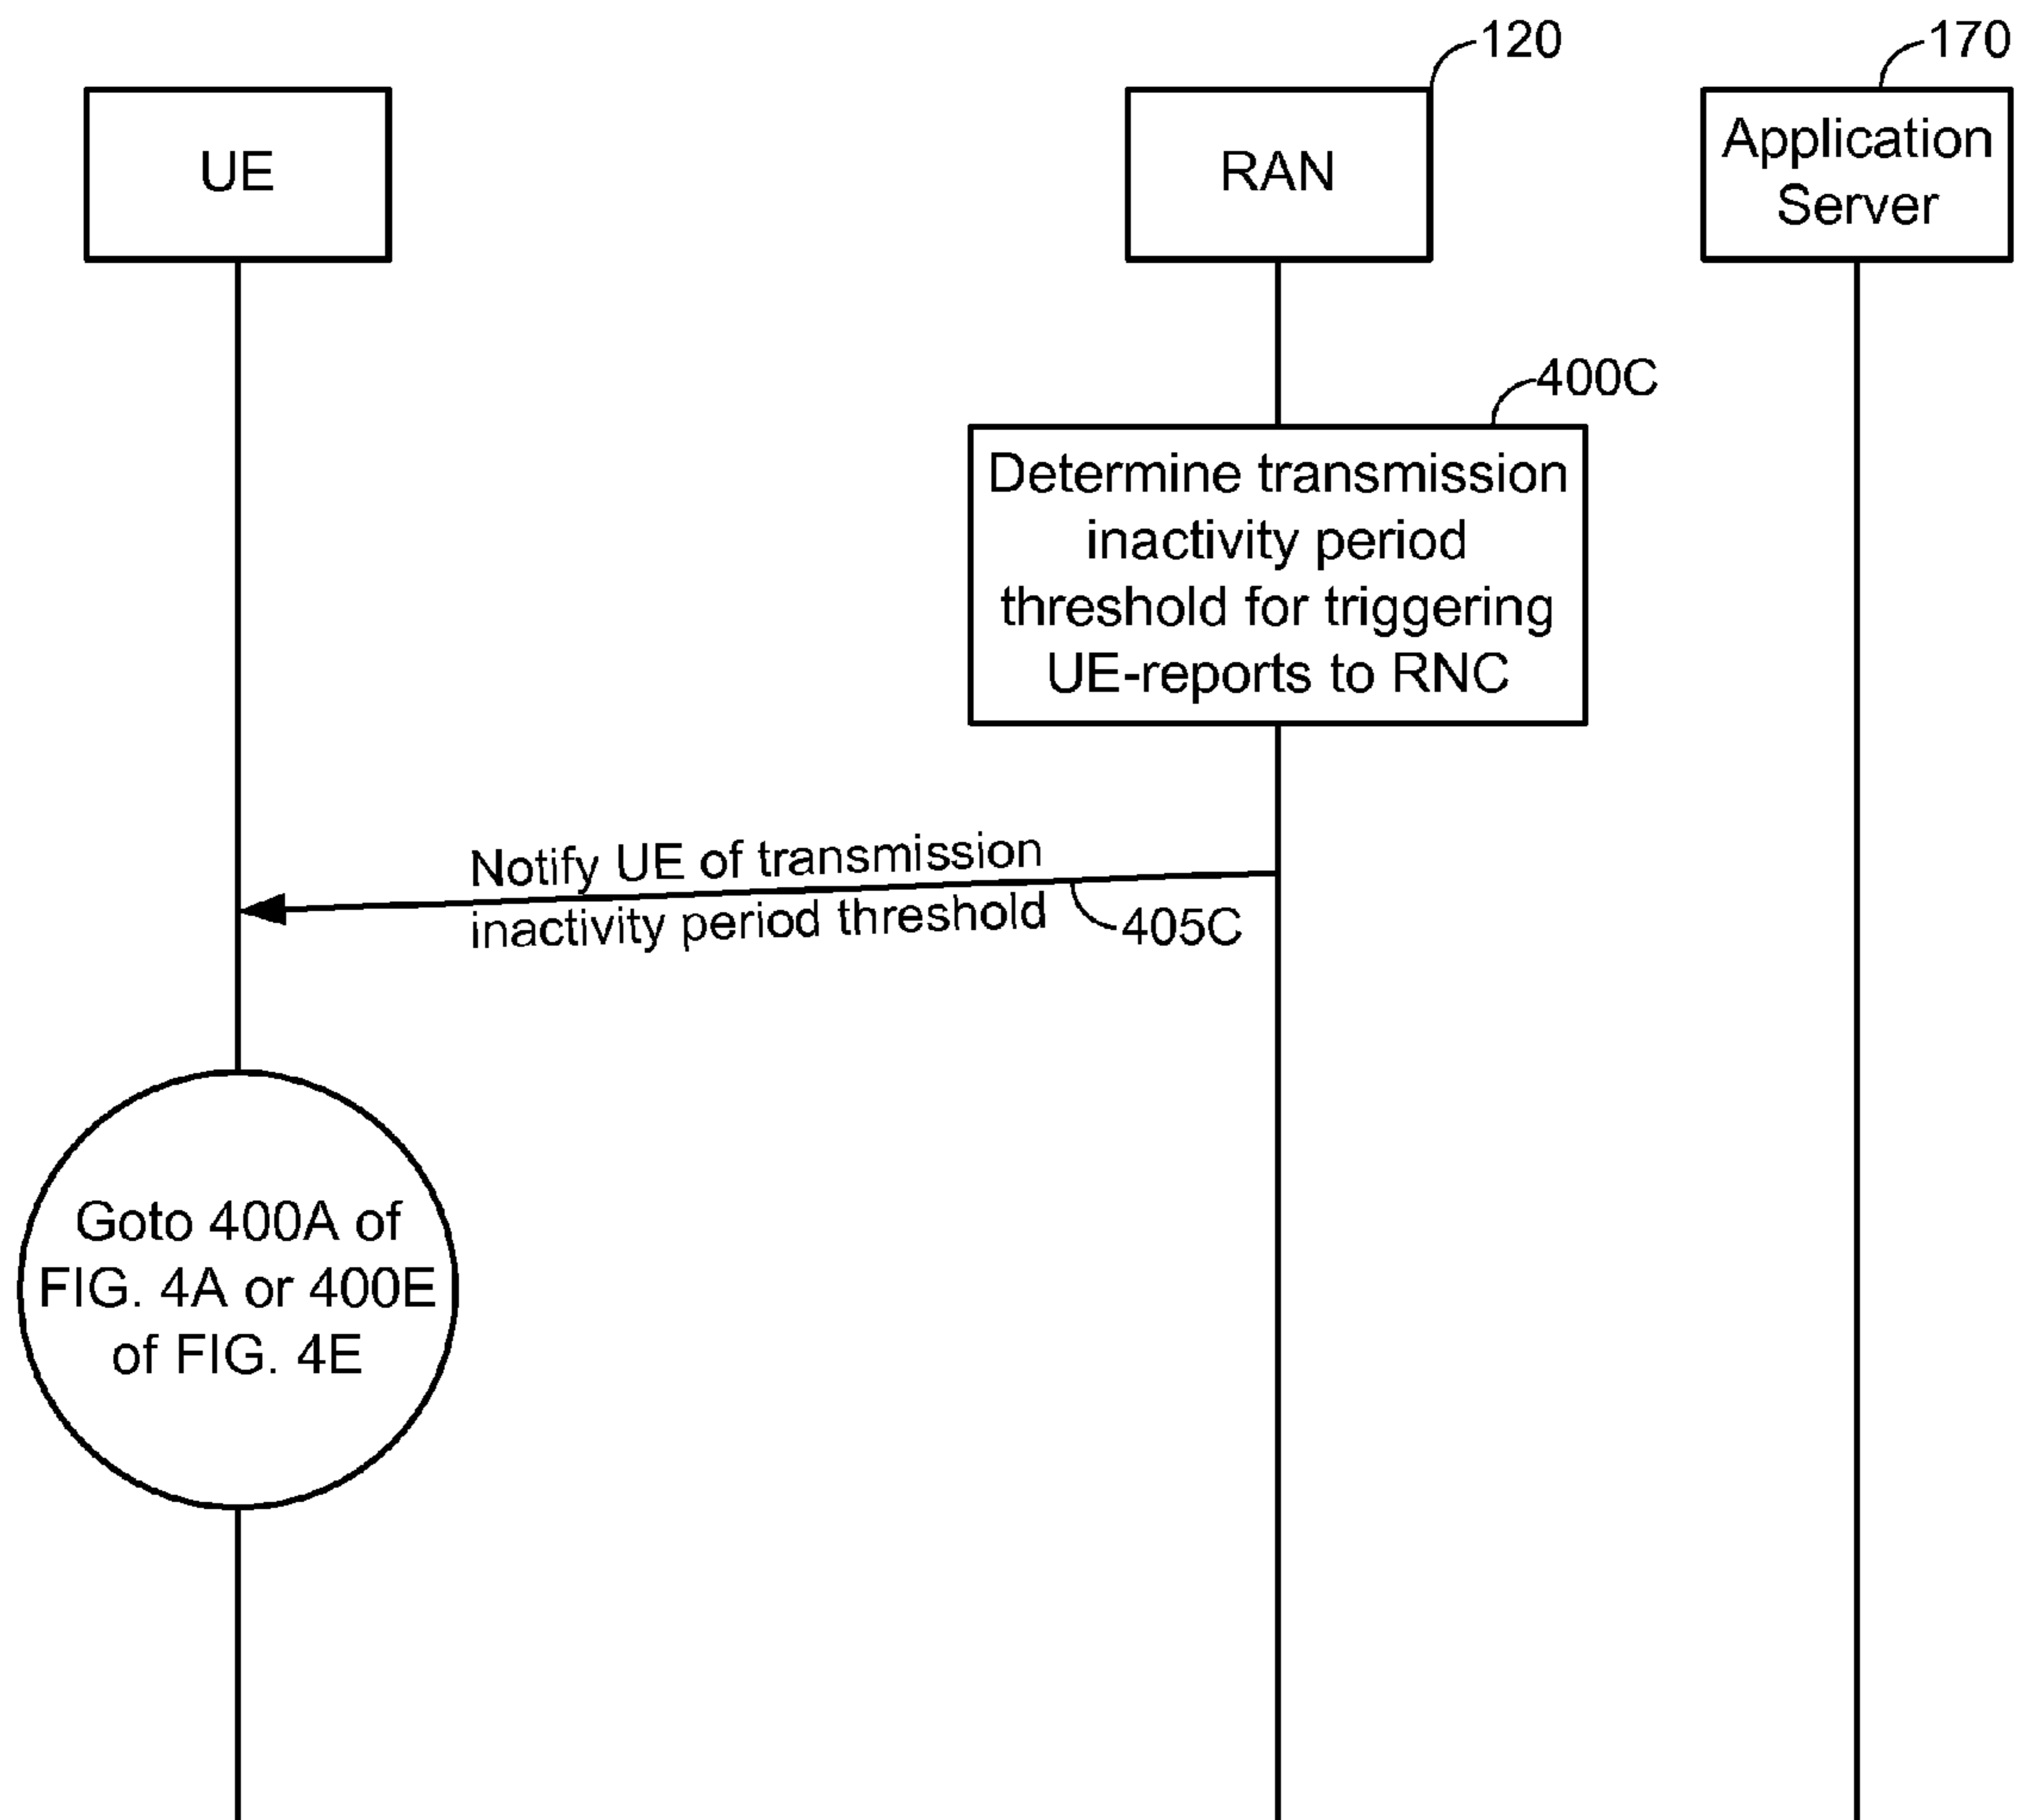 120
170
UE
RAN
Application
Server
400C
Determine transmission
inactivity period
threshold for triggering
UE-reports to RNC
Notify UE of transmission
inactivity period threshold
405C
Goto 400A of
FIG. 4A or 400E
of FIG. 4E